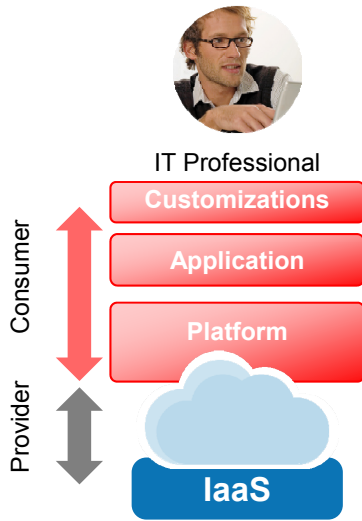 IT Professional
Customizations
Application
Platform
IaaS
Consumer
Provider